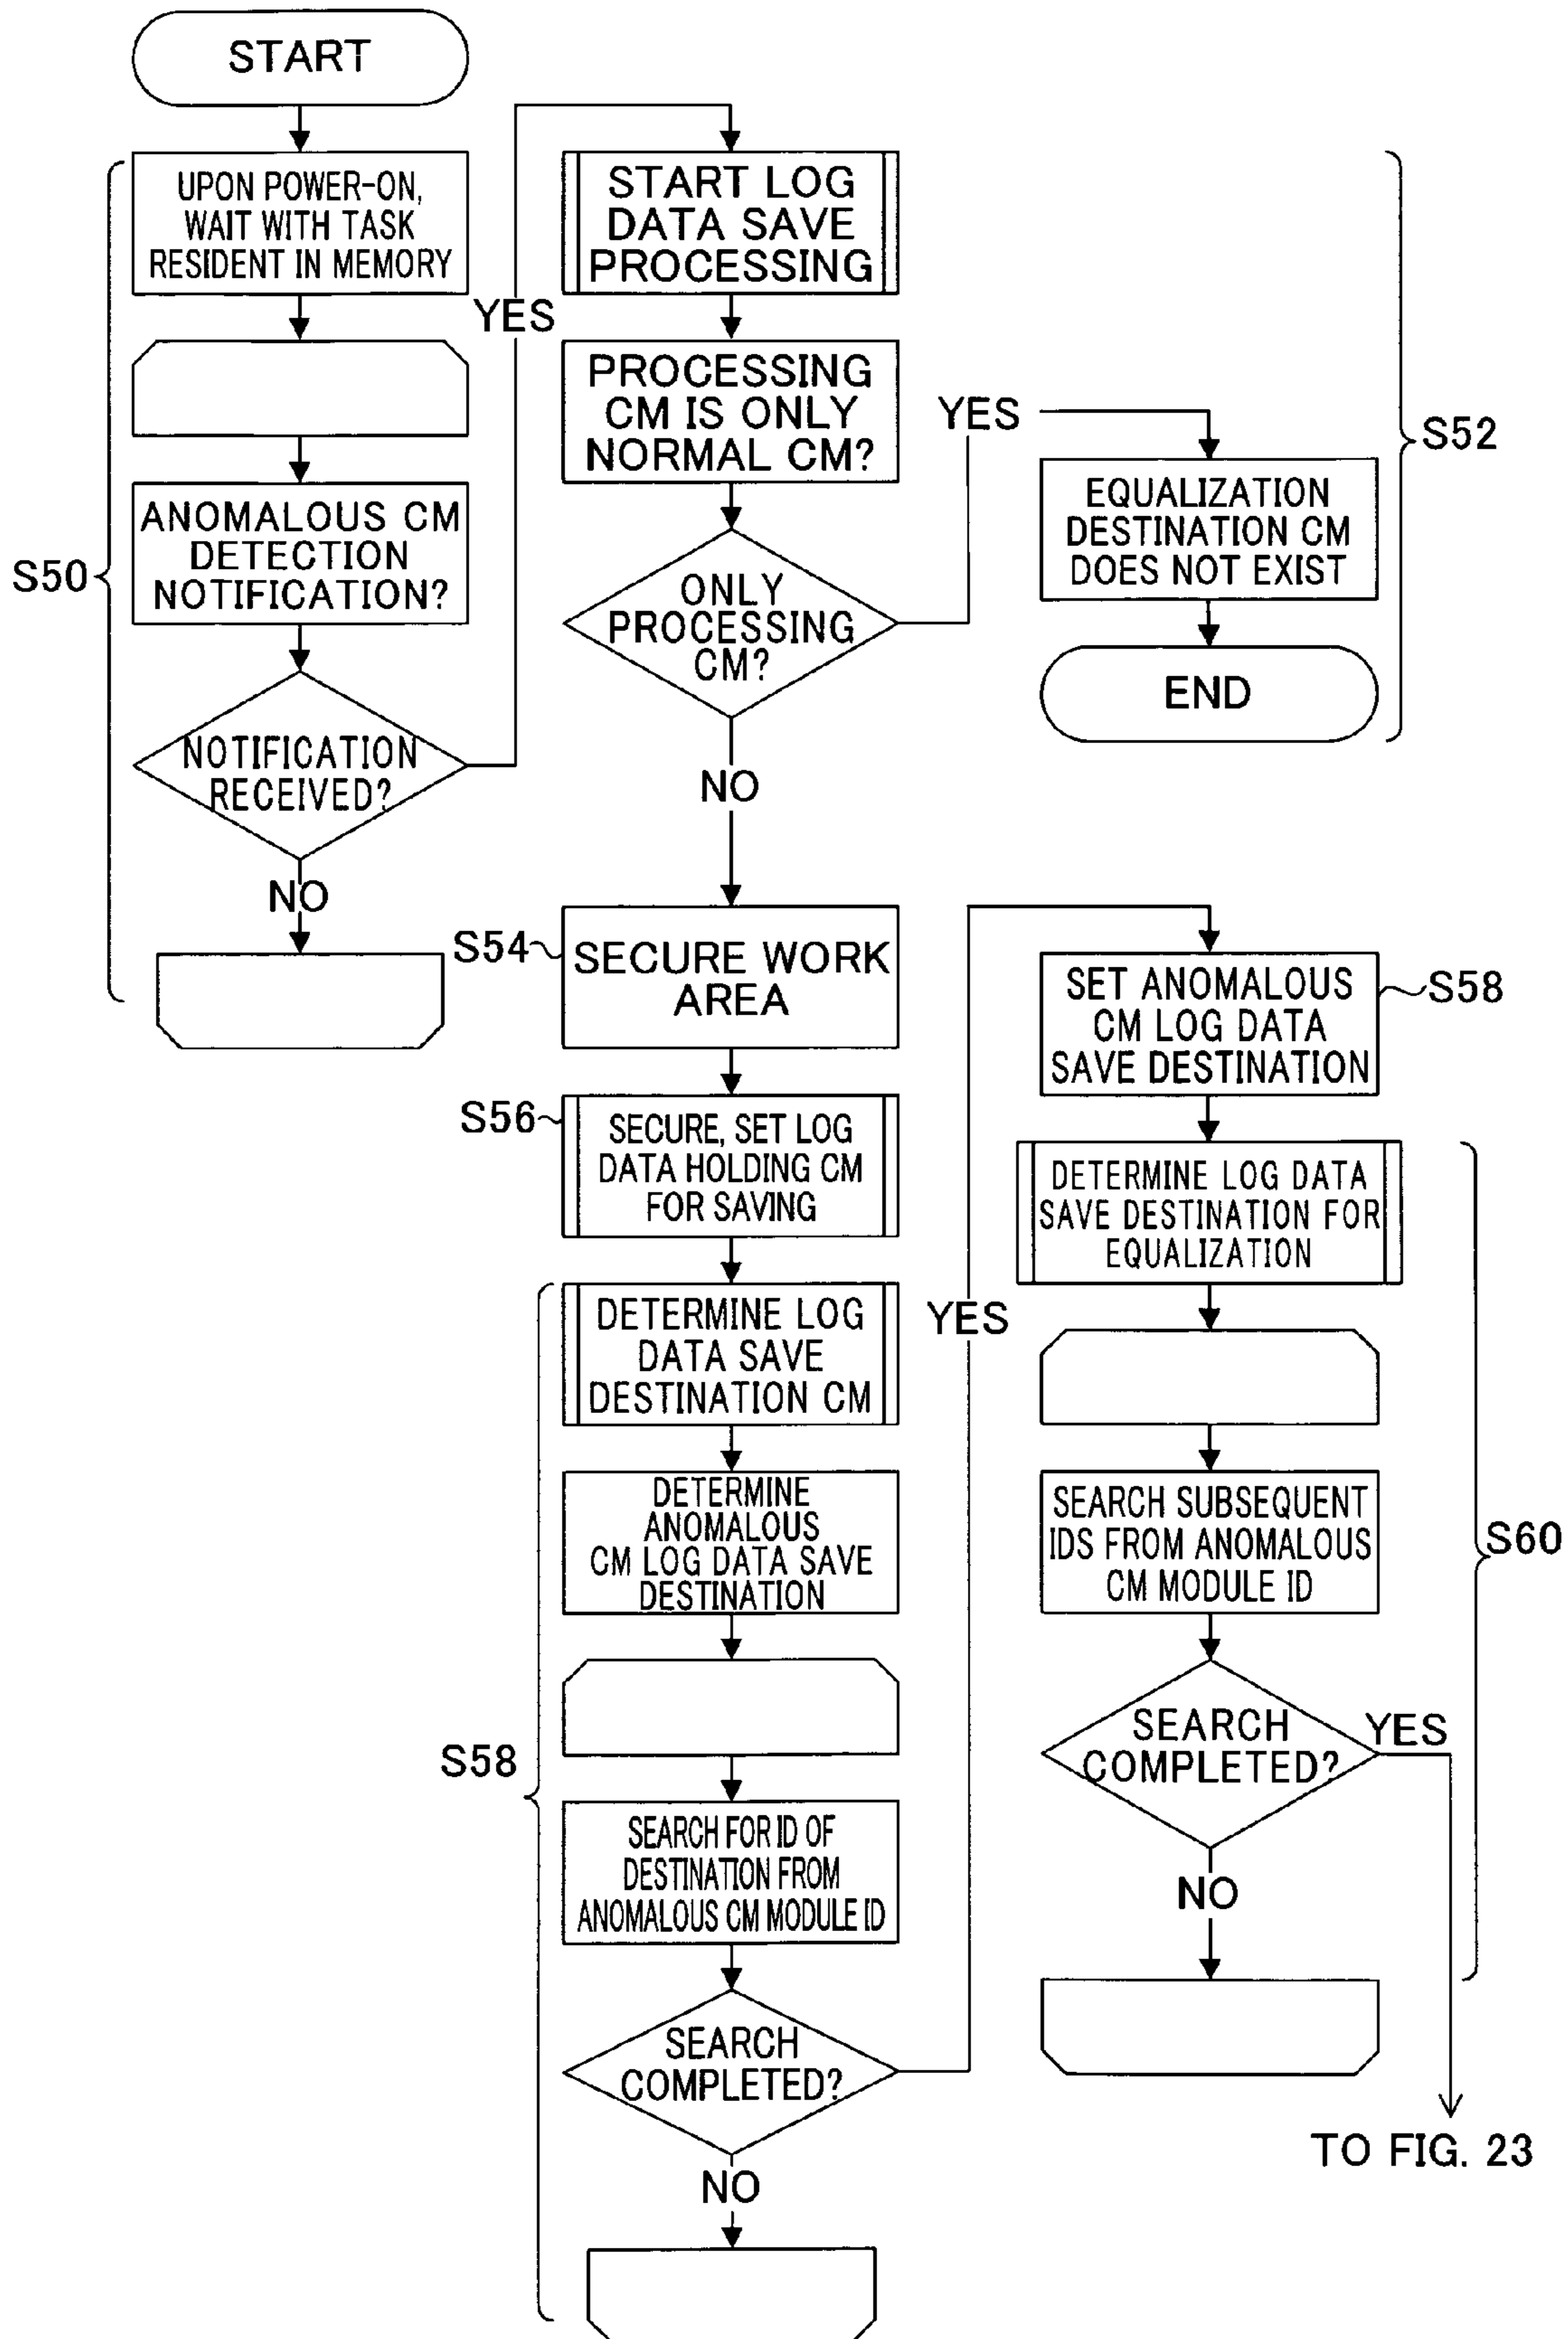 START
UPON POWER-ON,
WAIT WITH TASK
RESIDENT IN MEMORY
ANOMALOUS CM
DETECTION
NOTIFICATION?
S50
NOTIFICATION
RECEIVED?
NO
YES
START LOG
DATA SAVE
PROCESSING
PROCESSING
CM IS ONLY
NORMAL CM?
ONLY
PROCESSING
CM?
YES
EQUALIZATION
DESTINATION CM
DOES NOT EXIST
END
S52
NO
S54
SECURE WORK
AREA
S56
SECURE, SET LOG
DATA HOLDING CM
FOR SAVING
DETERMINE LOG
DATA SAVE
DESTINATION CM
DETERMINE
ANOMALOUS
CM LOG DATA SAVE
DESTINATION
S58
SEARCH FOR ID OF
DESTINATION FROM
ANOMALOUS CM MODULE ID
SEARCH
COMPLETED?
NO
YES
SET ANOMALOUS
CM LOG DATA
SAVE DESTINATION
S58
DETERMINE LOG DATA
SAVE DESTINATION FOR
EQUALIZATION
SEARCH SUBSEQUENT
IDS FROM ANOMALOUS
CM MODULE ID
S60
SEARCH
COMPLETED?
YES
NO
TO FIG. 23